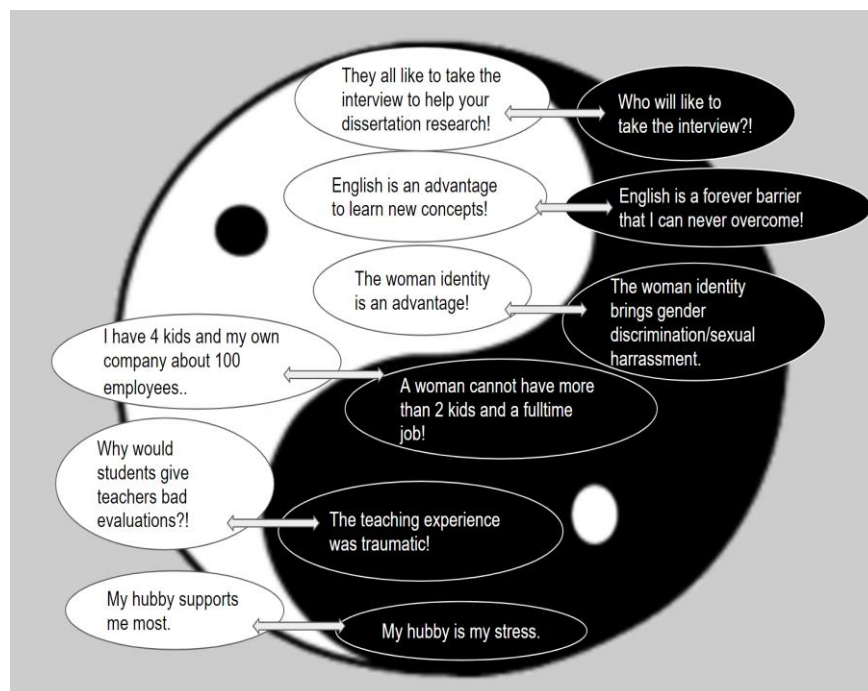 They all like to take the
interview to help your
dissertation research!
Who will like to
take the interview?!
English is an advantage
to learn new concepts!
English is a forever barrier
that I can never overcome!
The woman identity
is an advantage!
The woman identity
brings gender
discrimination/sexual
harrassment.
I have 4 kids and my own
company about 100
employees..
A woman cannot have more
than 2 kids and a fulltime
job!
Why would
students give
teachers bad
evaluations?!
The teaching experience
was traumatic!
My hubby supports
me most.
My hubby is my stress.